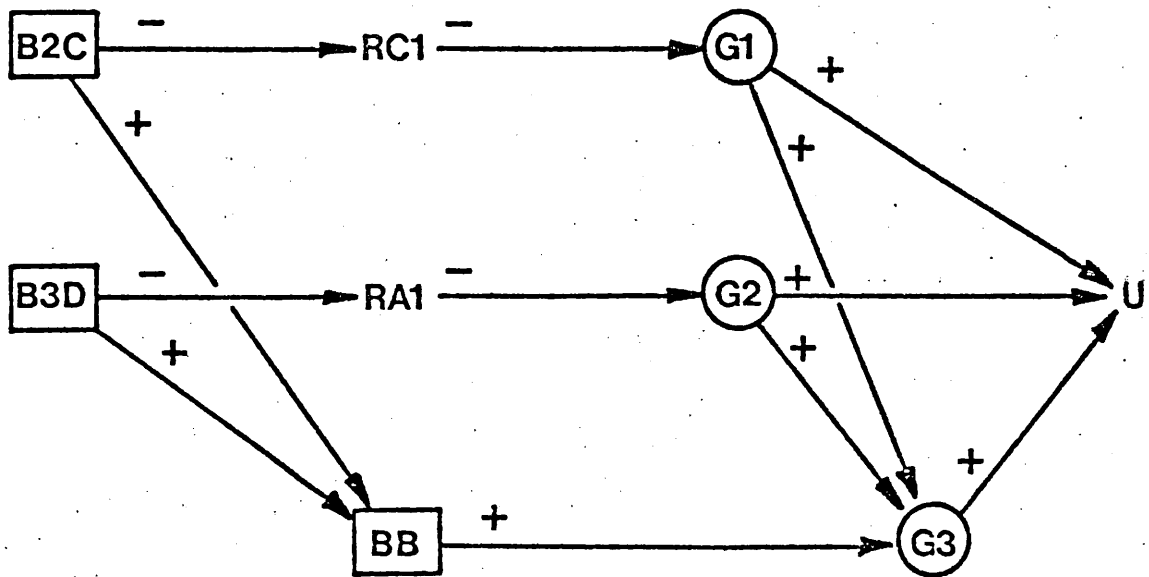 B2C − RC1 − G1 +
+ +
B3D − RA1 − G2 + U
+ +
+
BB + G3